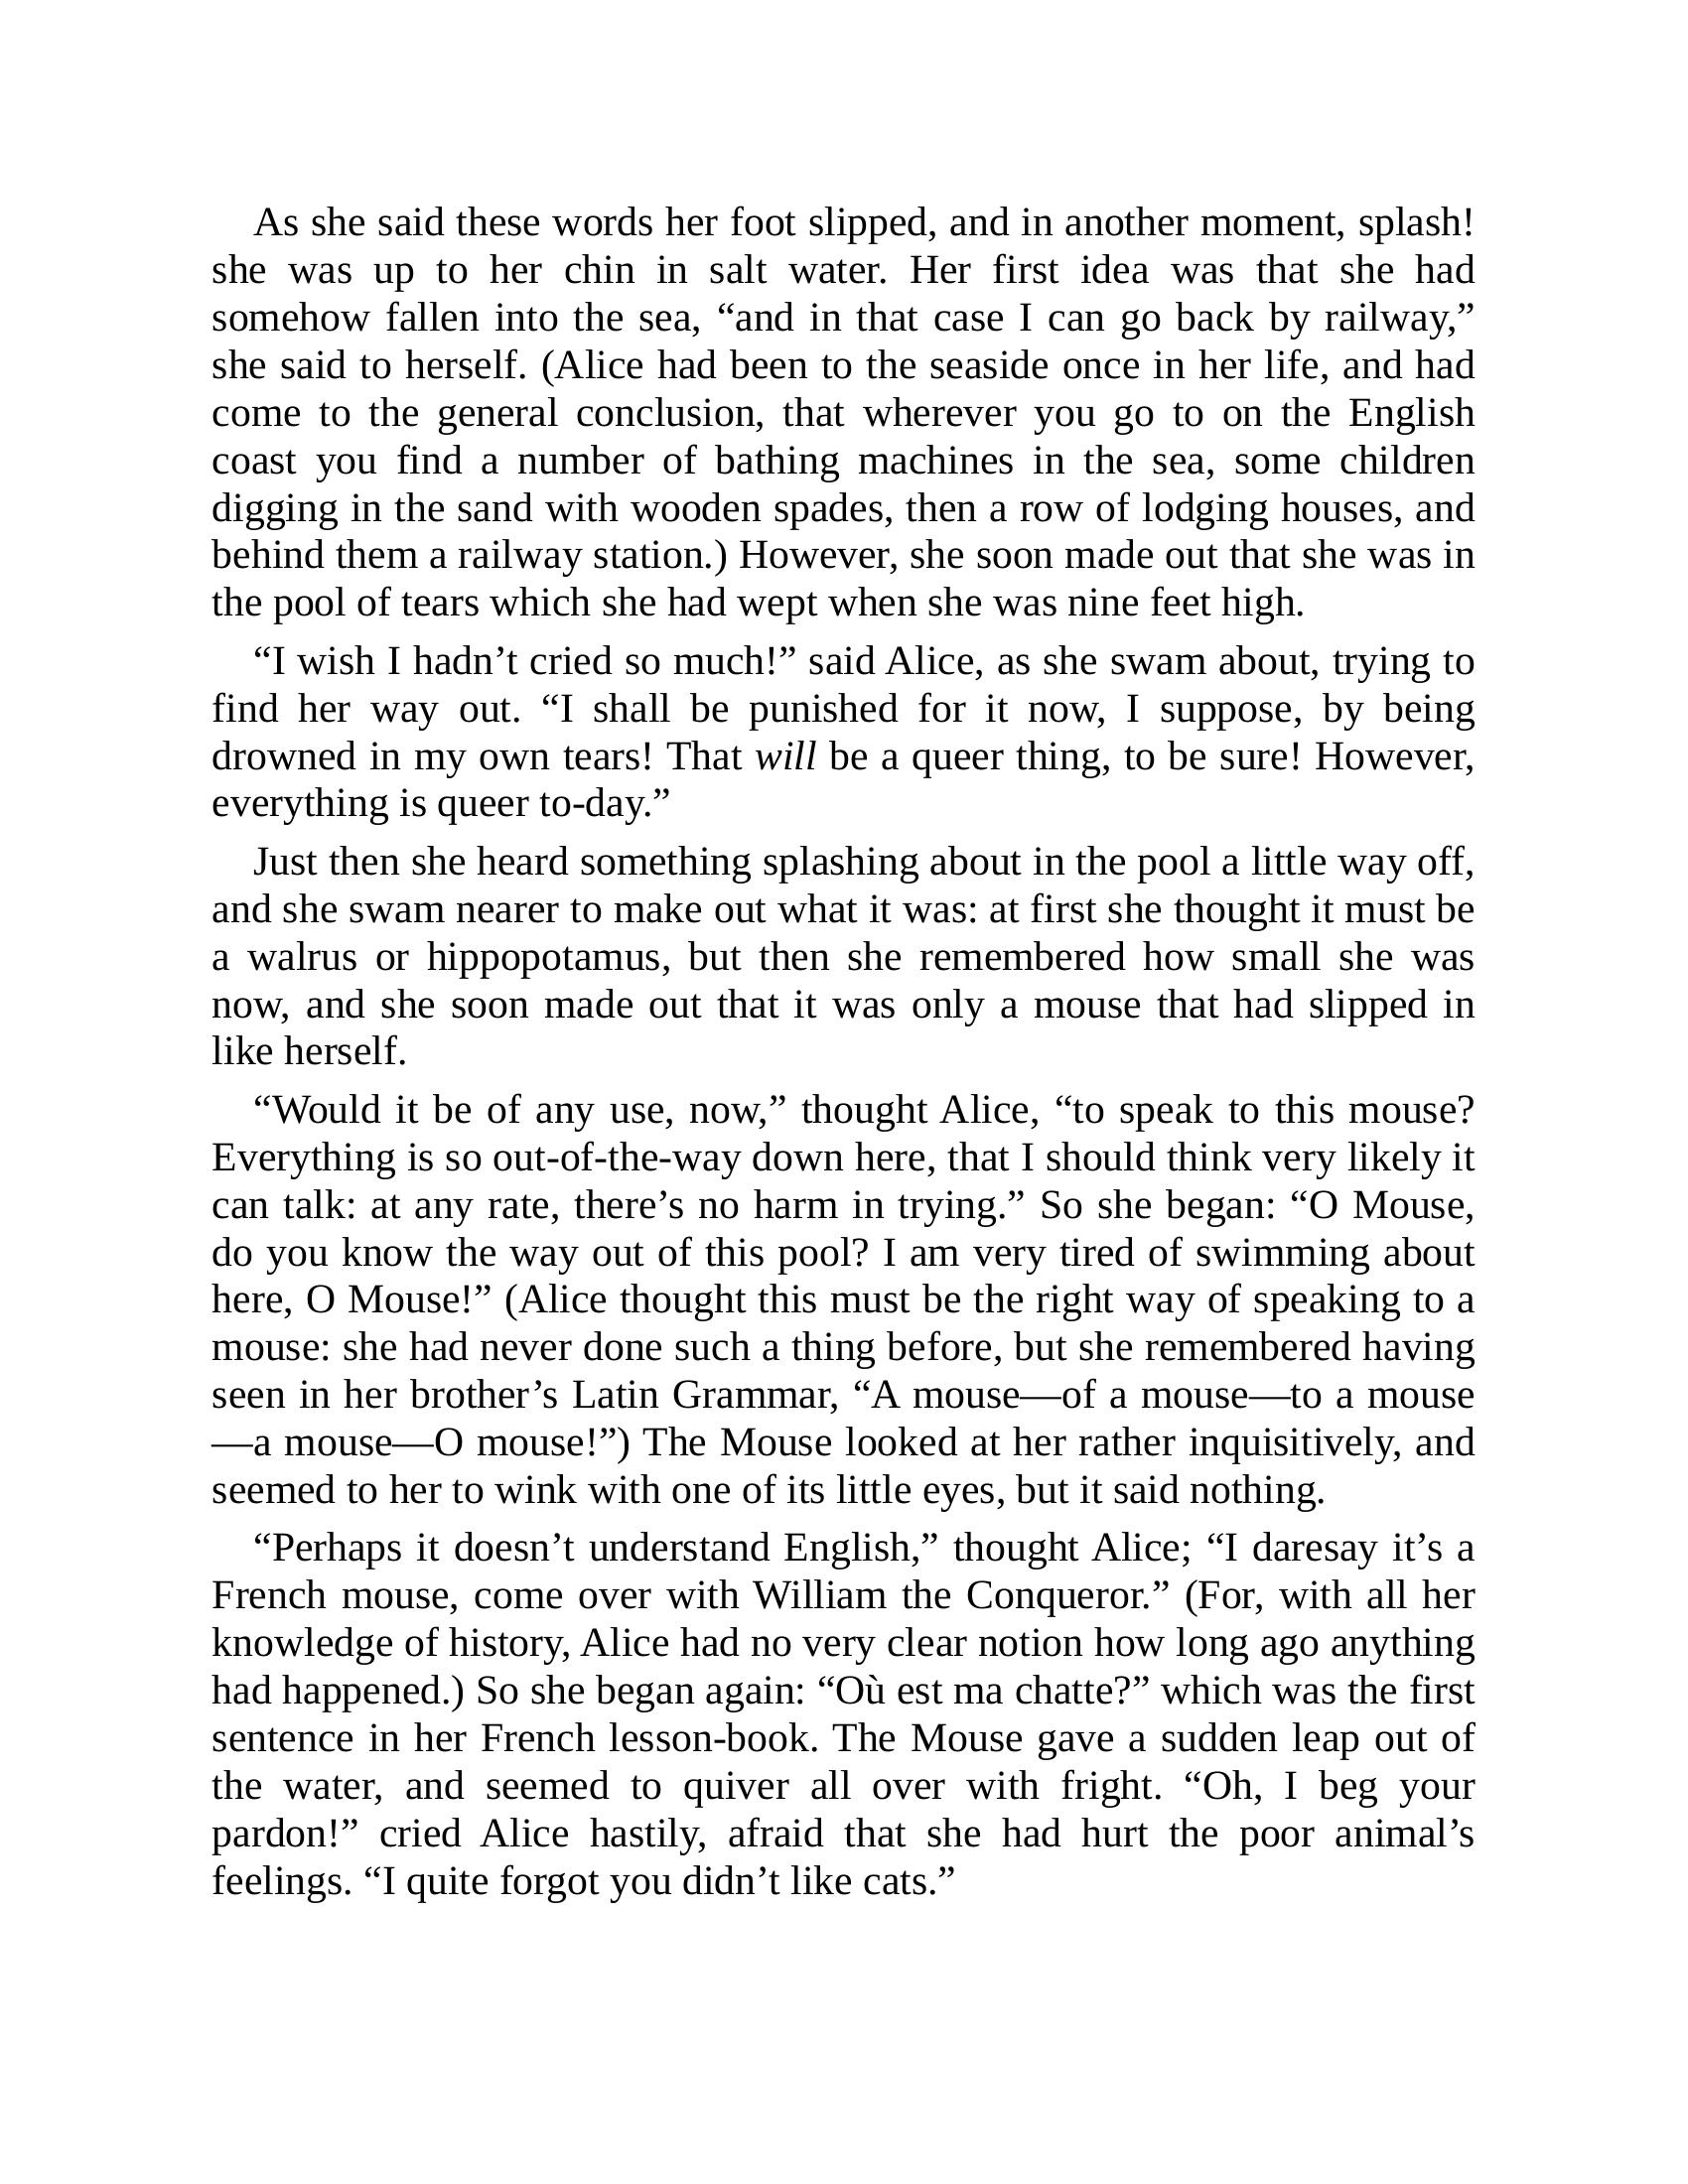 As she said these words her foot slipped, and in another moment, splash!
she was up to her chin in salt water. Her first idea was that she had
somehow fallen into the sea, “and in that case I can go back by railway,”
she said to herself. (Alice had been to the seaside once in her life, and had
come to the general conclusion, that wherever you go to on the English
coast you find a number of bathing machines in the sea, some children
digging in the sand with wooden spades, then a row of lodging houses, and
behind them a railway station.) However, she soon made out that she was in
the pool of tears which she had wept when she was nine feet high.
“I wish I hadn’t cried so much!” said Alice, as she swam about, trying to
find her way out. “I shall be punished for it now, I suppose, by being
drowned in my own tears! That will be a queer thing, to be sure! However,
everything is queer to-day.”
Just then she heard something splashing about in the pool a little way off,
and she swam nearer to make out what it was: at first she thought it must be
a walrus or hippopotamus, but then she remembered how small she was
now, and she soon made out that it was only a mouse that had slipped in
like herself.
“Would it be of any use, now,” thought Alice, “to speak to this mouse?
Everything is so out-of-the-way down here, that I should think very likely it
can talk: at any rate, there’s no harm in trying.” So she began: “O Mouse,
do you know the way out of this pool? I am very tired of swimming about
here, O Mouse!” (Alice thought this must be the right way of speaking to a
mouse: she had never done such a thing before, but she remembered having
seen in her brother’s Latin Grammar, “A mouse—of a mouse—to a mouse
—a mouse—O mouse!”) The Mouse looked at her rather inquisitively, and
seemed to her to wink with one of its little eyes, but it said nothing.
“Perhaps it doesn’t understand English,” thought Alice; “I daresay it’s a
French mouse, come over with William the Conqueror.” (For, with all her
knowledge of history, Alice had no very clear notion how long ago anything
had happened.) So she began again: “Où est ma chatte?” which was the first
sentence in her French lesson-book. The Mouse gave a sudden leap out of
the water, and seemed to quiver all over with fright. “Oh, I beg your
pardon!” cried Alice hastily, afraid that she had hurt the poor animal’s
feelings. “I quite forgot you didn’t like cats.”